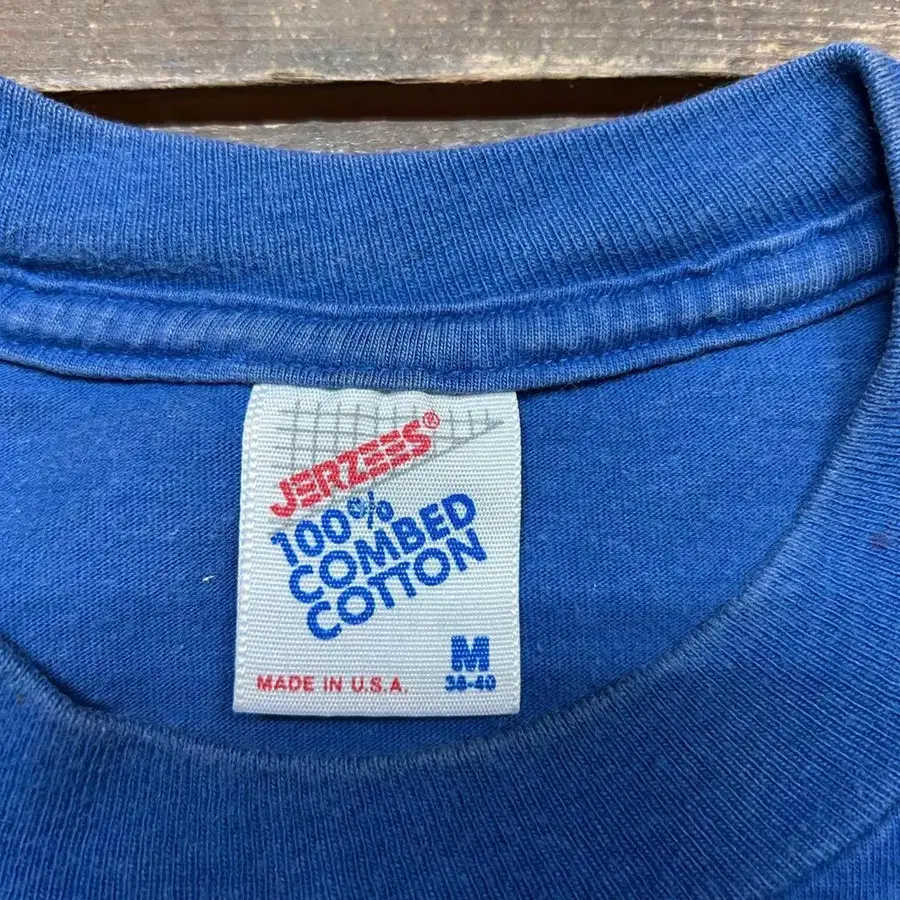 JERZEES®
100%
COMBED
COTTON
M
MADE IN U.S.A. 38-40